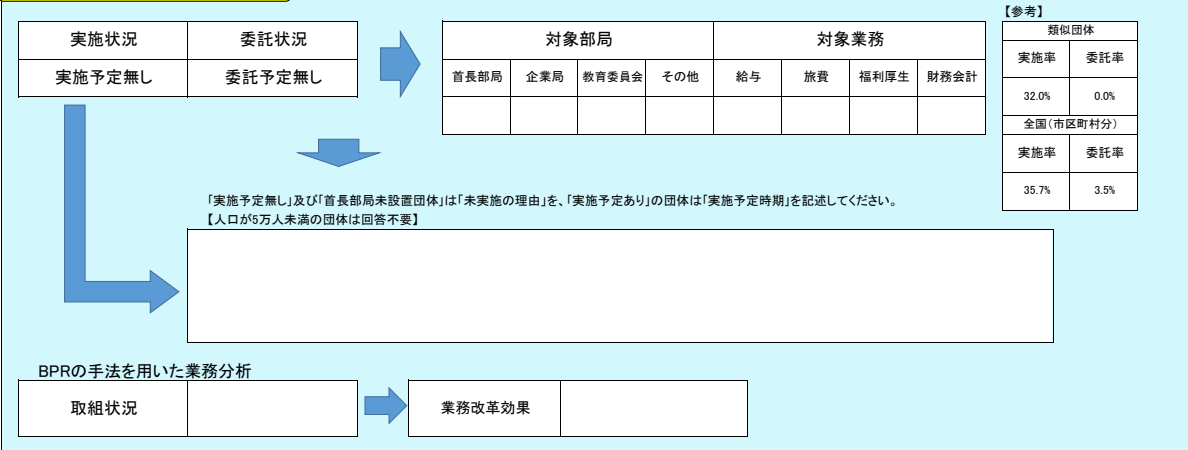 【参考】
実施状況 委託状況
実施予定無し 委託予定無し
対象部局 対象業務
首長部局 企業局 教育委員会 その他 給与 旅費 福利厚生 財務会計
類似団体
実施率 委託率
32.0% 0.0%
全国(市区町村分)
実施率 委託率
35.7% 3.5%
「実施予定無し」及び「首長部局未設置団体」は「未実施の理由」を、「実施予定あり」の団体は「実施予定時期」を記述してください。
【人口が5万人未満の団体は回答不要】
BPRの手法を用いた業務分析
取組状況 業務改革効果